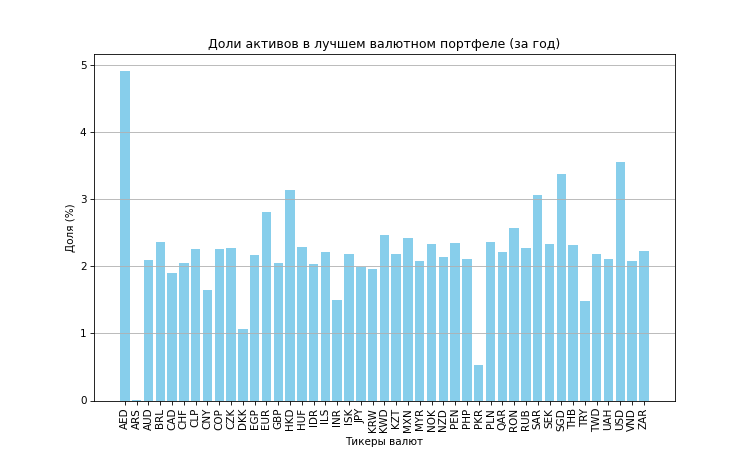 Доли активов в лучшем валютном портфеле (за год)
Доля (%)
5
4
3
2
1
0
AED ARS AUD BRL CAD CHF CLP CNY COP CZK DKK EGP EUR GBP HKD HUF IDR ILS INR ISK JPY KRW KWD KZT MXN MYR NOK NZD PEN PHP PKR PLN QAR RON RUB SAR SEK SGD THB TRY TWD UAH USD VND ZAR
Тикеры валют